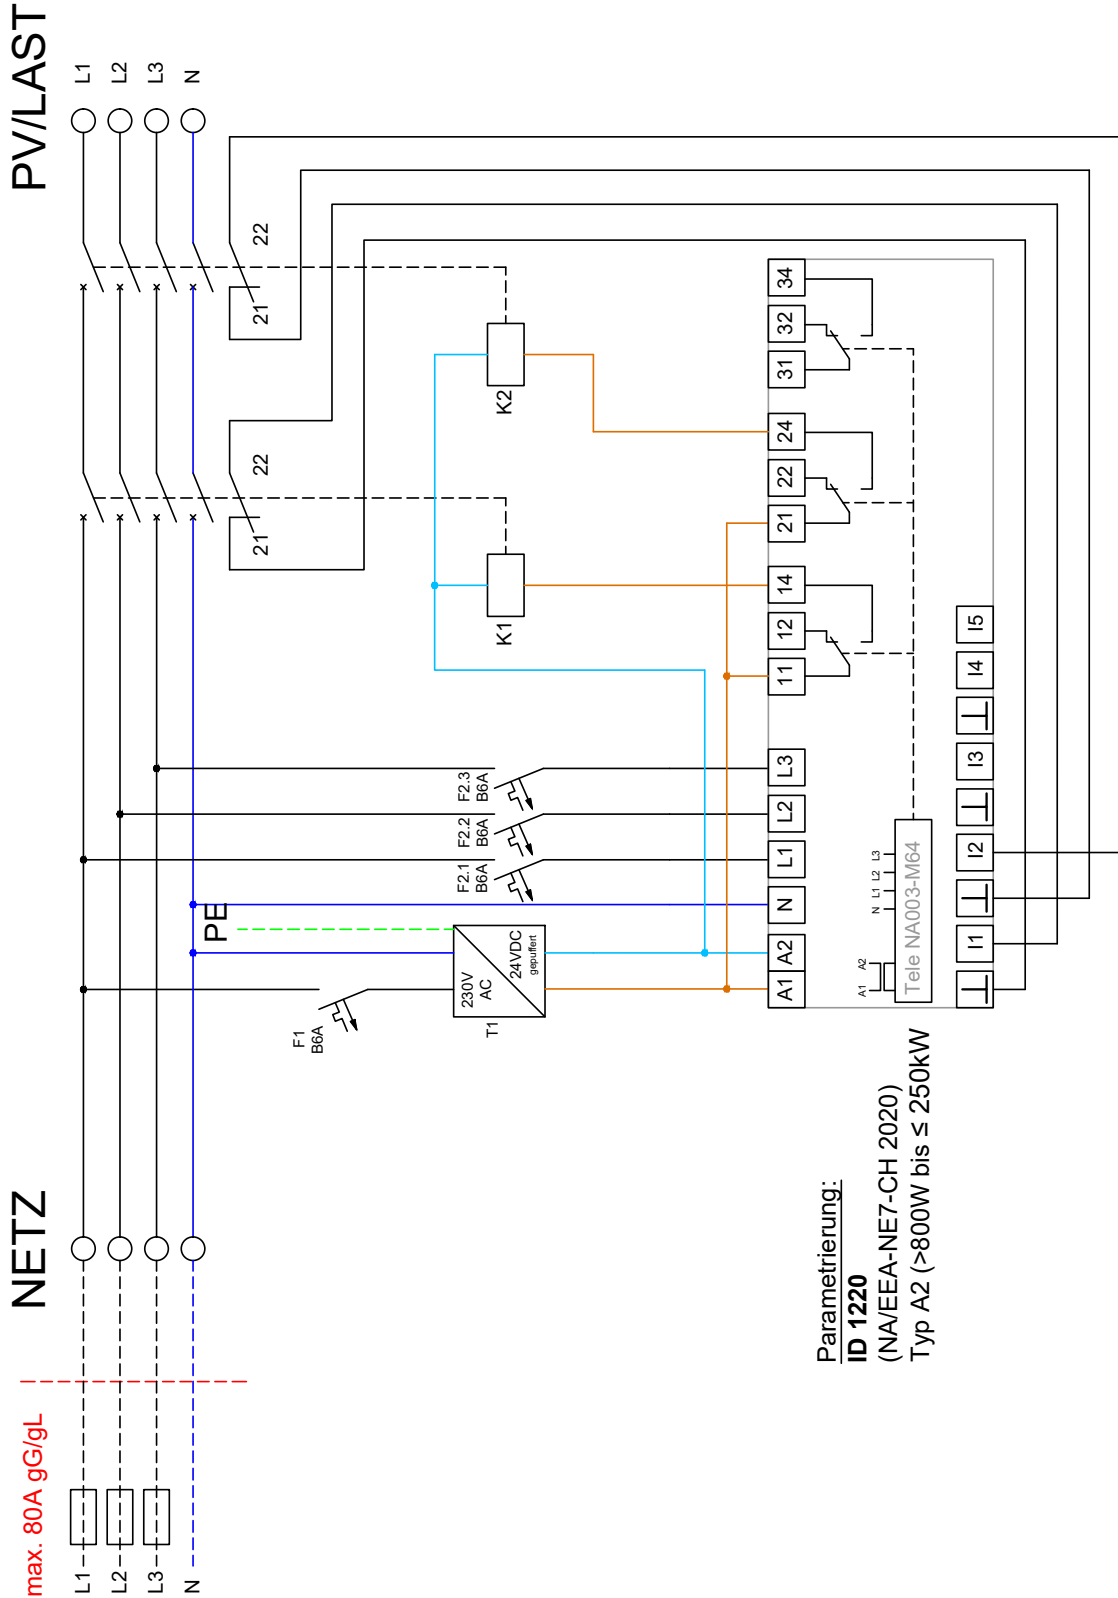 NETZ
PV/LAST
max. 80A gG/gL
L1
L2
L3
N
L1
L2
L3
N
21
22
21
22
PE
F1
B6A
F2.1
B6A
F2.2
B6A
F2.3
B6A
230V
AC
24VDC
gepuffert
T1
K1
K2
A1
A2
N
L1
L2
L3
11
12
14
21
22
24
31
32
34
A1
A2
N
L1
L2
L3
Tele NA003-M64
I1
I2
I3
I4
I5
Parametrierung:
ID 1220
(NA/EEA-NE7-CH 2020)
Typ A2 (>800W bis ≤ 250kW